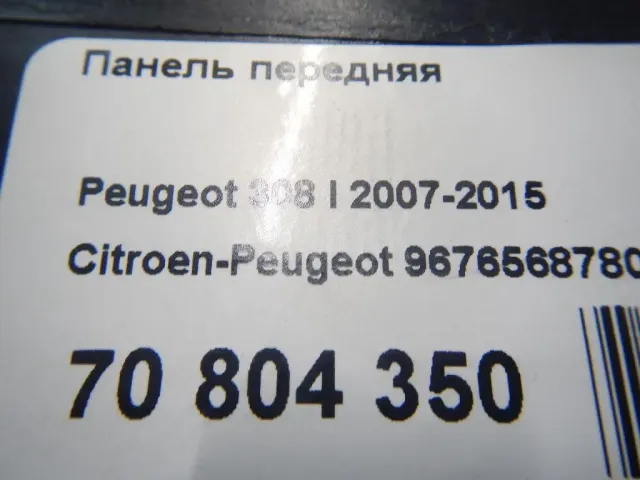 Панель передняя
Peugeot 308 I 2007-2015
Citroen-Peugeot 9676568780
70 804 350